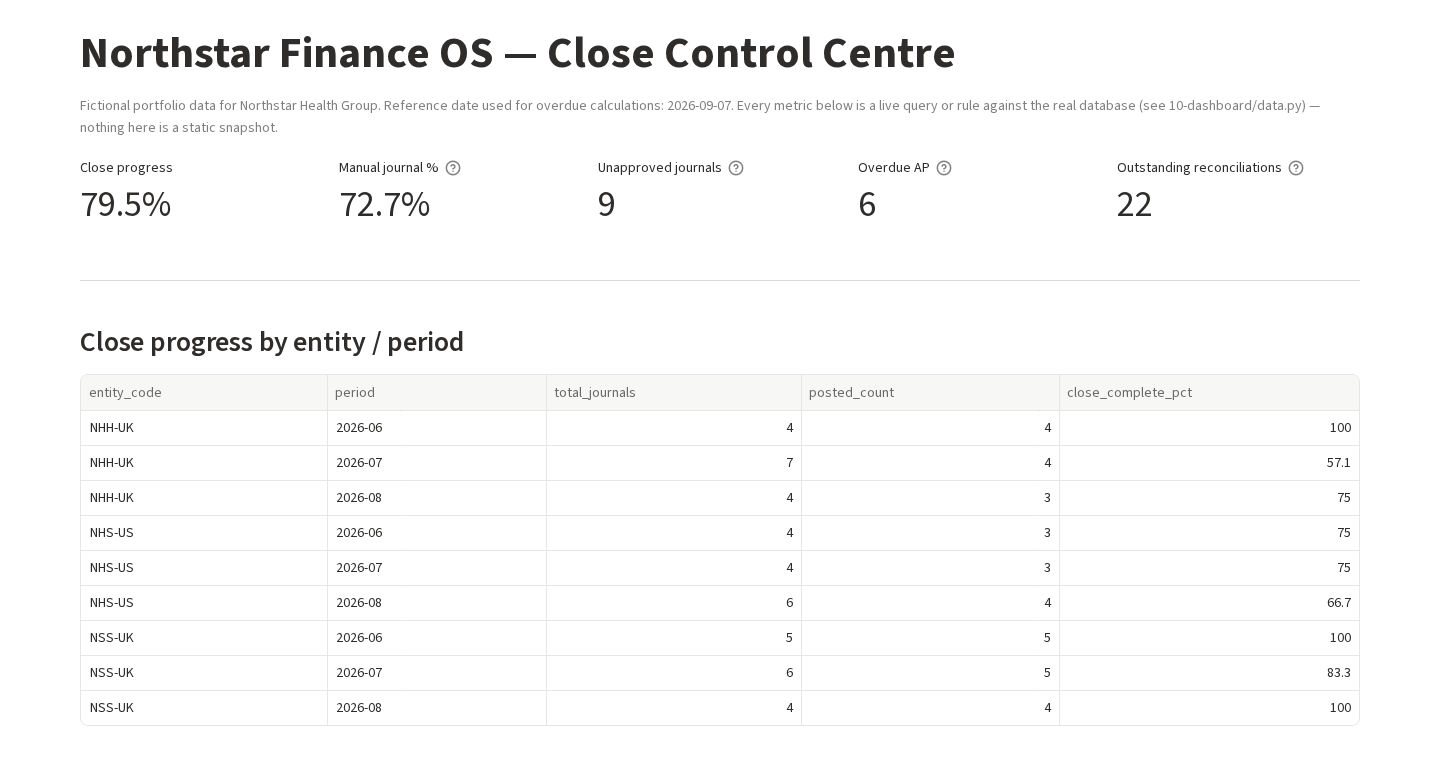 Northstar Finance OS — Close Control Centre
Fictional portfolio data for Northstar Health Group. Reference date used for overdue calculations: 2026-09-07. Every metric below is a live query or rule against the real database (see 10-dashboard/data.py) —
nothing here is a static snapshot.
Close progress Manual journal % Unapproved journals Overdue AP Outstanding reconciliations
79.5% 72.7% 9 6 22
Close progress by entity / period
entity_code period total_journals posted_count close_complete_pct
NHH-UK 2026-06 4 4 100
NHH-UK 2026-07 7 4 57.1
NHH-UK 2026-08 4 3 75
NHS-US 2026-06 4 3 75
NHS-US 2026-07 4 3 75
NHS-US 2026-08 6 4 66.7
NSS-UK 2026-06 5 5 100
NSS-UK 2026-07 6 5 83.3
NSS-UK 2026-08 4 4 100